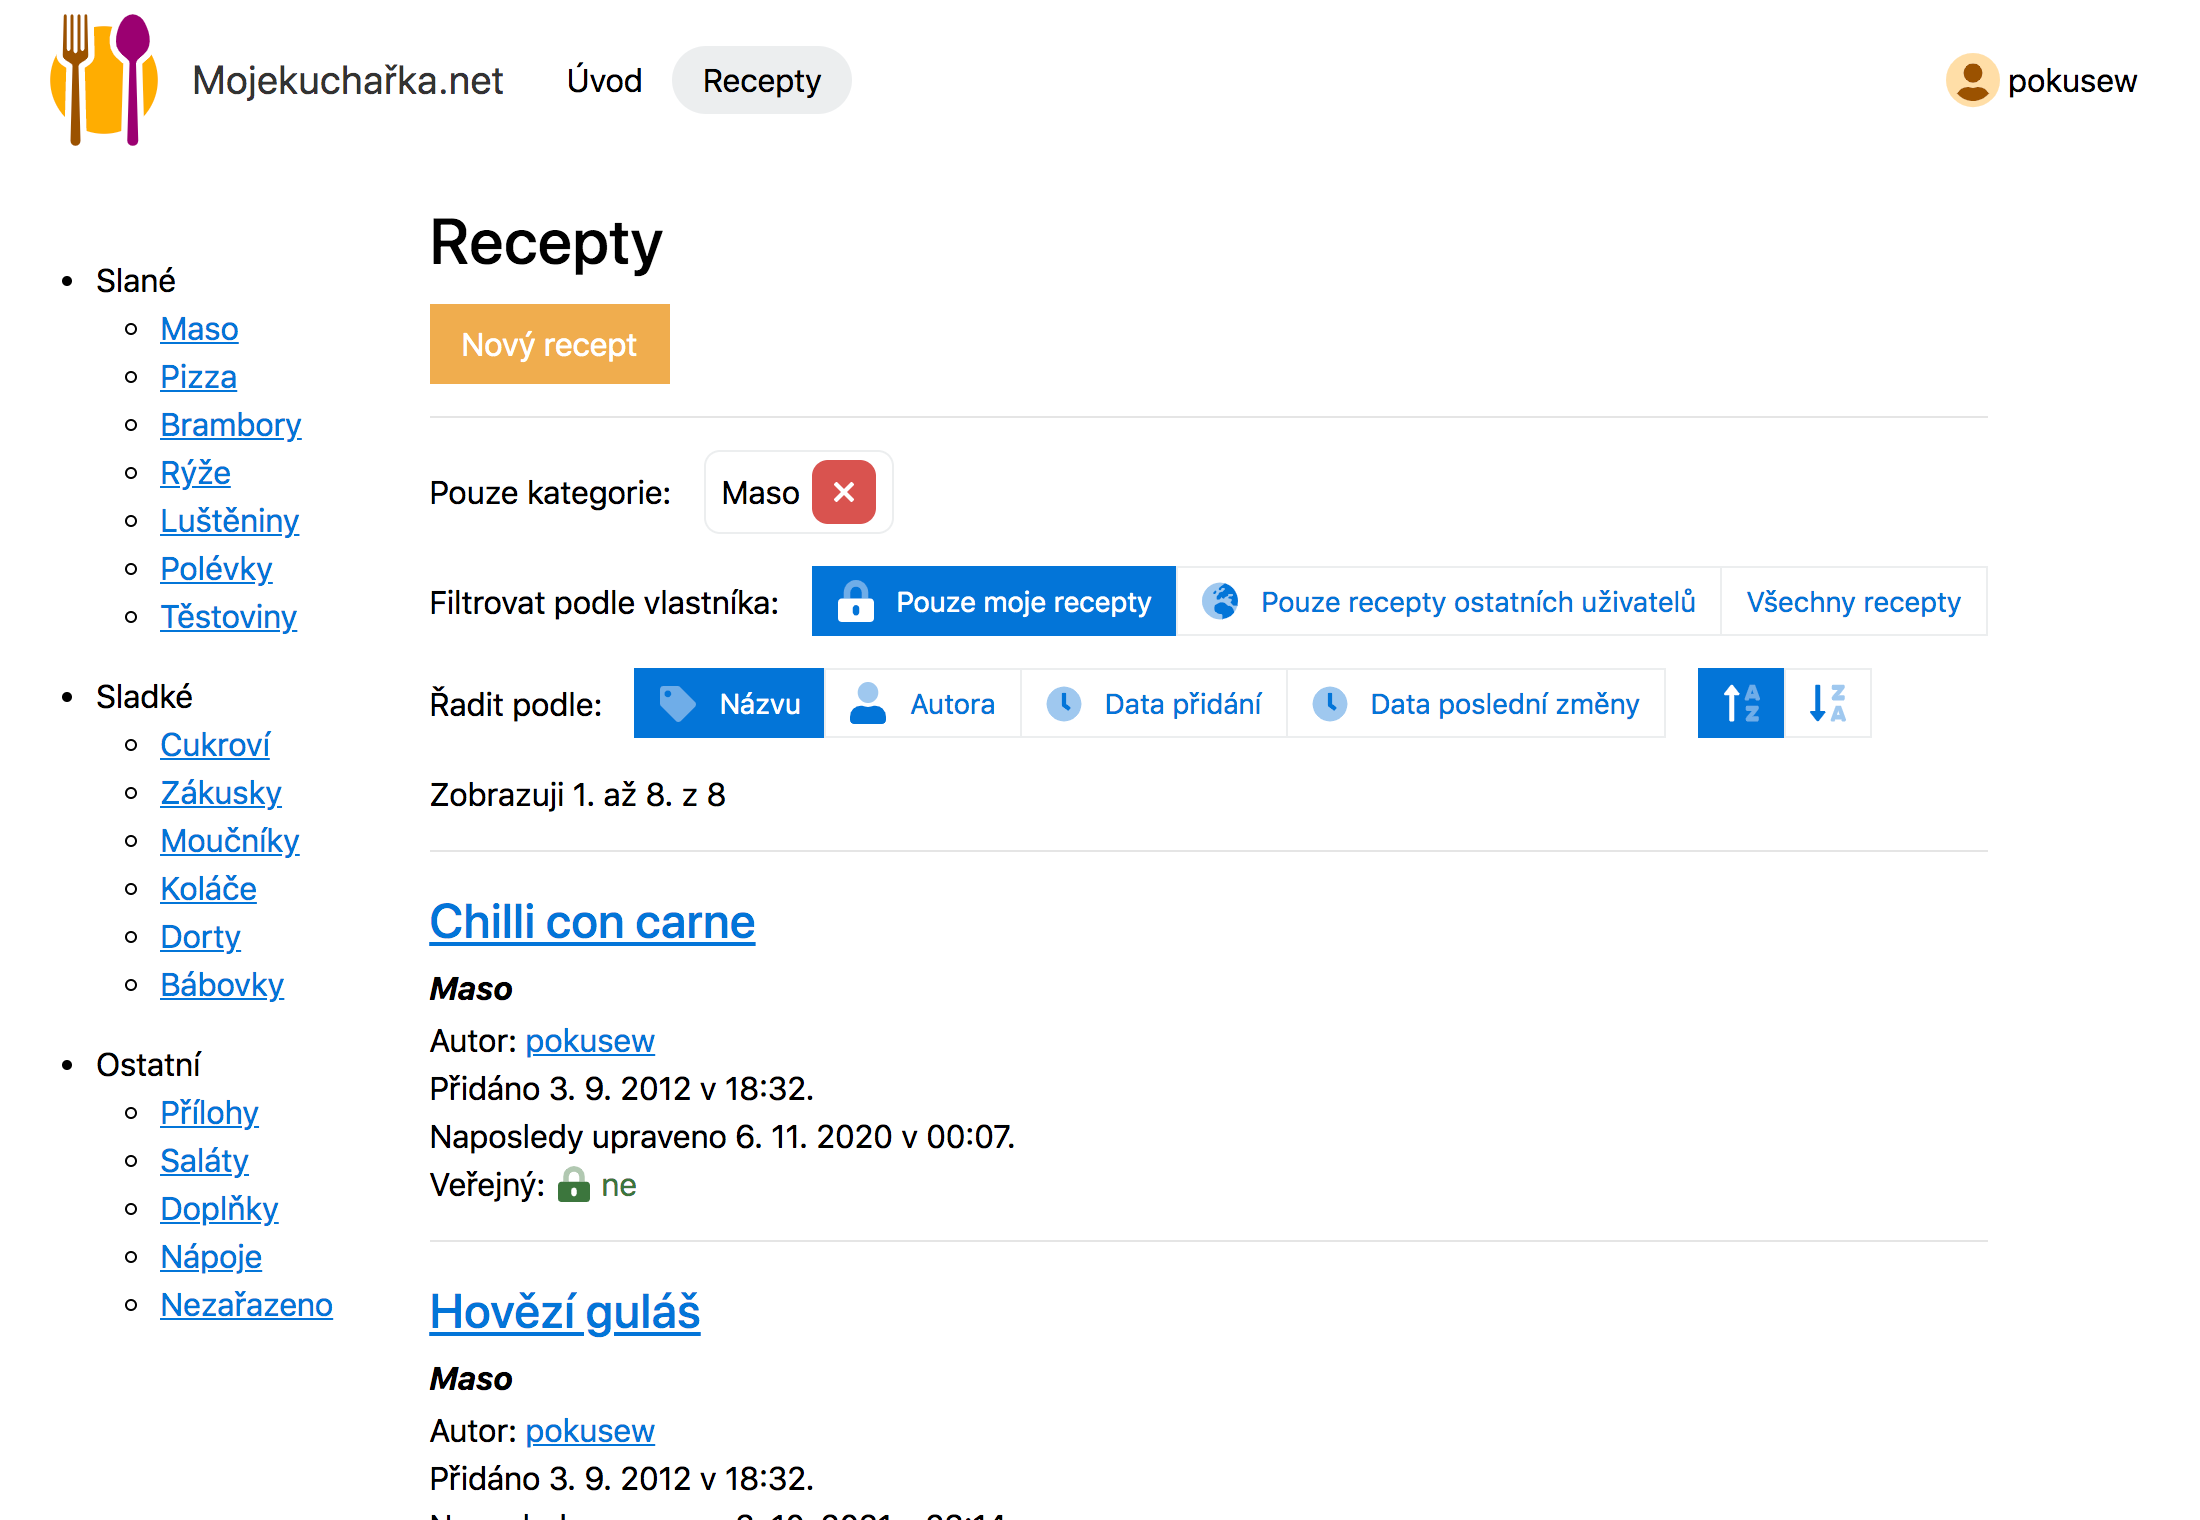 Mojekuchařka.net
Úvod
Recepty
pokusew
Slané
Maso
Pizza
Brambory
Rýže
Luštěniny
Polévky
Těstoviny
Sladké
Cukroví
Zákusky
Moučníky
Koláče
Dorty
Bábovky
Ostatní
Přílohy
Saláty
Doplňky
Nápoje
Nezařazeno
Recepty
Nový recept
Pouze kategorie: Maso
Filtrovat podle vlastníka: Pouze moje recepty Pouze recepty ostatních uživatelů Všechny recepty
Řadit podle: Názvu Autora Data přidání Data poslední změny A Z Z A
Zobrazuji 1. až 8. z 8
Chilli con carne
Maso
Autor: pokusew
Přidáno 3. 9. 2012 v 18:32.
Naposledy upraveno 6. 11. 2020 v 00:07.
Veřejný: ne
Hovězí guláš
Maso
Autor: pokusew
Přidáno 3. 9. 2012 v 18:32.